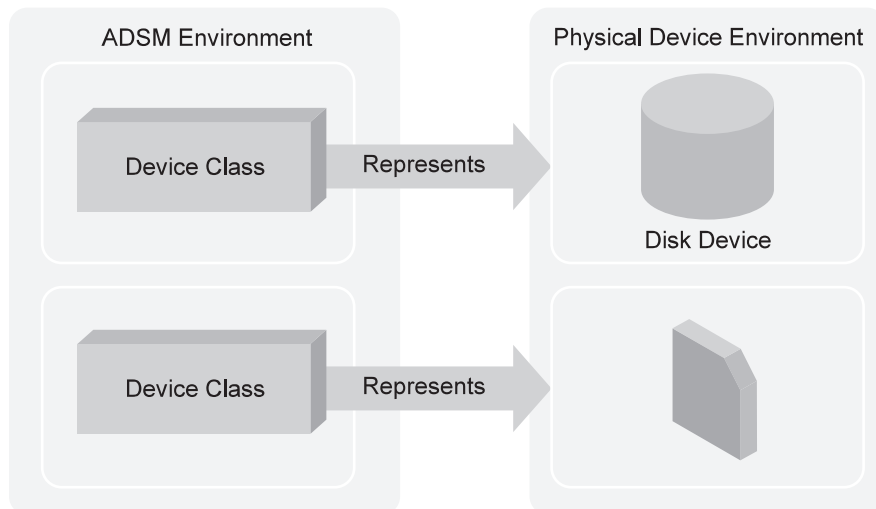 ADSM Environment
Physical Device Environment
Device Class
Represents
Disk Device
Device Class
Represents